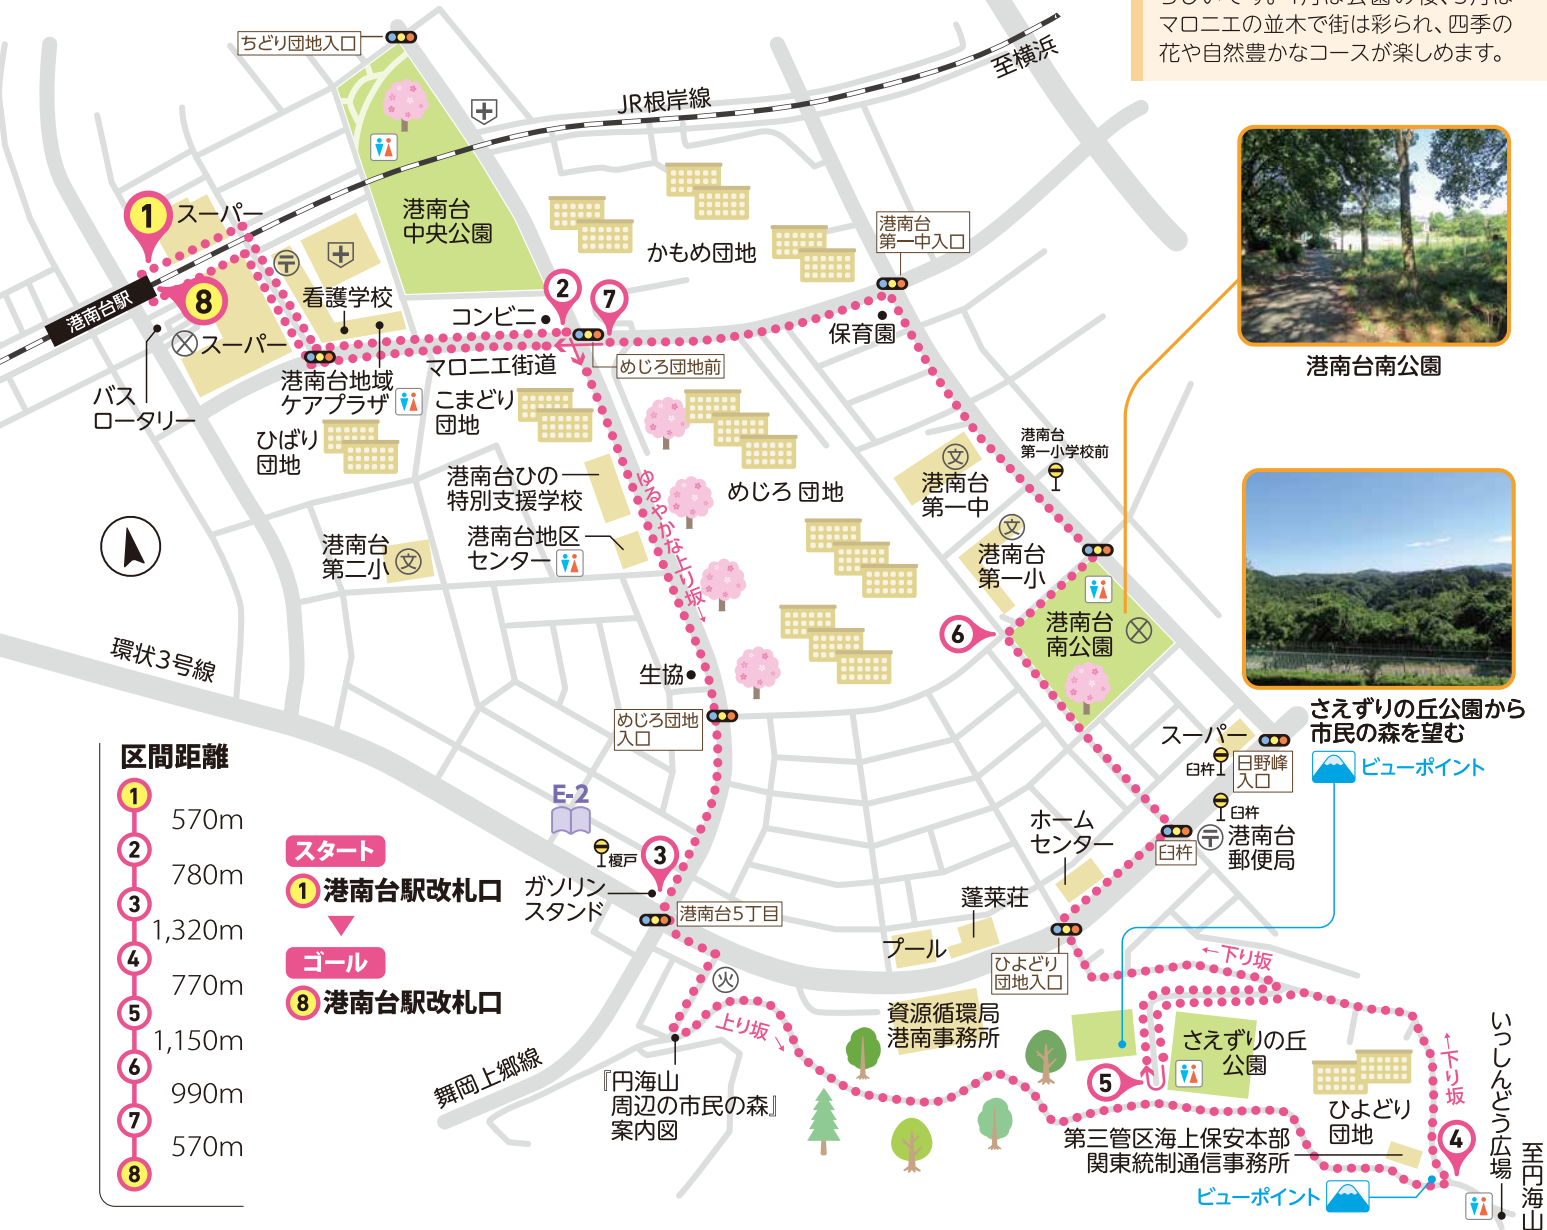 マロニエの並木で街は彩られ、四季の
花や自然豊かなコースが楽しめます。
ちどり団地入口
JR根岸線
至横浜
1
スーパー
港南台
中央公園
かもめ団地
港南台
第一中入口
港南台駅
8
〒
看護学校
コンビニ
2
7
保育園
港南台南公園
スーパー
バス
ロータリー
港南台地域
ケアプラザ
マロニエ街道
めじろ団地前
こまどり
団地
ひばり
団地
港南台ひの
特別支援学校
ゆるやかな上り坂→
めじろ団地
港南台
第一小学校前
文
港南台
第一中
文
港南台
第一小
港南台
第二小
文
港南台地区
センター
6
港南台
南公園
環状3号線
生協
めじろ団地
入口
さえずりの丘公園から
市民の森を望む
ビューポイント
スーパー
臼杵
日野峰
入口
臼杵
〒
港南台
郵便局
臼杵
ホーム
センター
蓬莱荘
プール
ひよどり
団地入口
区間距離
1
570m
2
780m
3
1,320m
4
770m
5
1,150m
6
990m
7
570m
8
スタート
1 港南台駅改札口
ゴール
8 港南台駅改札口
E-2
榎戸
3
ガソリン
スタンド
港南台5丁目
火
上り坂→
舞岡上郷線
『円海山
周辺の市民の森』
案内図
資源循環局
港南事務所
←下り坂
さえずりの丘
公園
5
←下り坂
ひよどり
団地
4
第三管区海上保安本部
関東統制通信事務所
ビューポイント
いっしんどう広場
至円海山